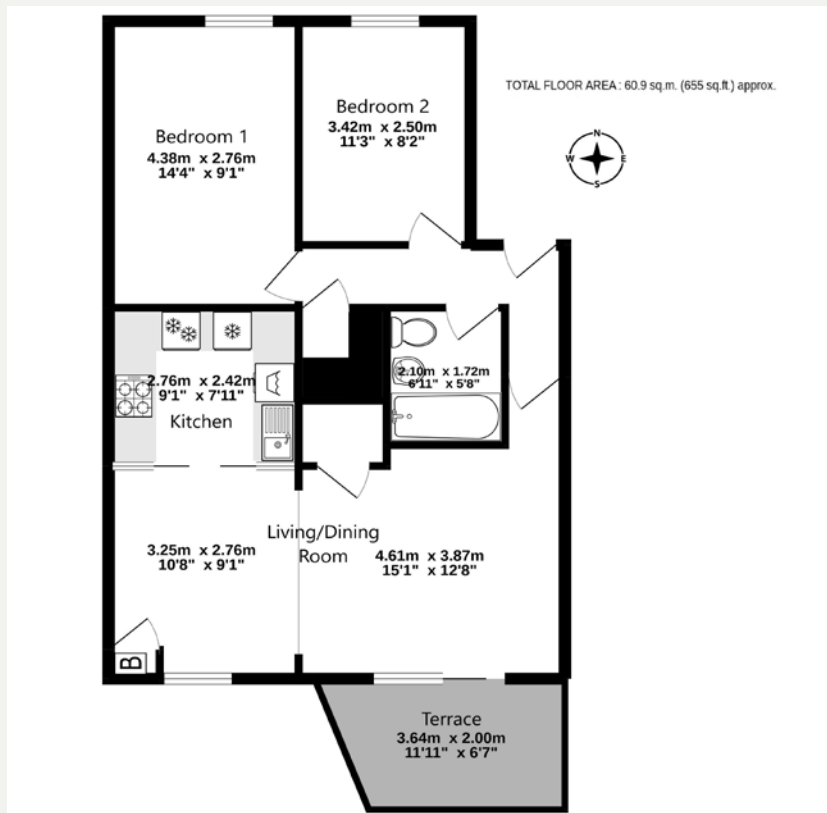 TOTAL FLOOR AREA: 60.9 sq.m. (655 sq.ft.) approx.
N
W
E
S
Bedroom 1
4.38m x 2.76m
14'4" x 9'1"
Bedroom 2
3.42m x 2.50m
11'3" x 8'2"
2.76m x 2.42m
9'1" x 7'11"
Kitchen
2.10m x 1.72m
6'11" x 5'8"
Living/Dining
Room
3.25m x 2.76m
10'8" x 9'1"
4.61m x 3.87m
15'1" x 12'8"
B
Terrace
3.64m x 2.00m
11'11" x 6'7"